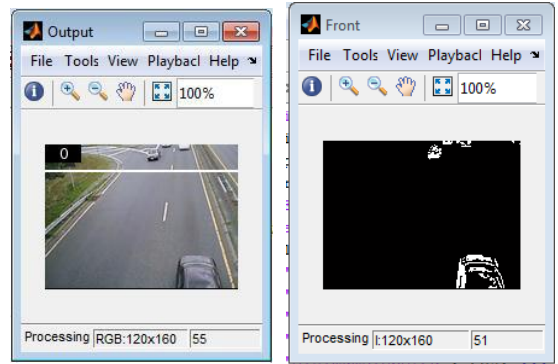 Output
File Tools View Playbacl Help
100%
0
Processing RGB:120x160 55
Front
File Tools View Playbacl Help
100%
Processing I:120x160 51